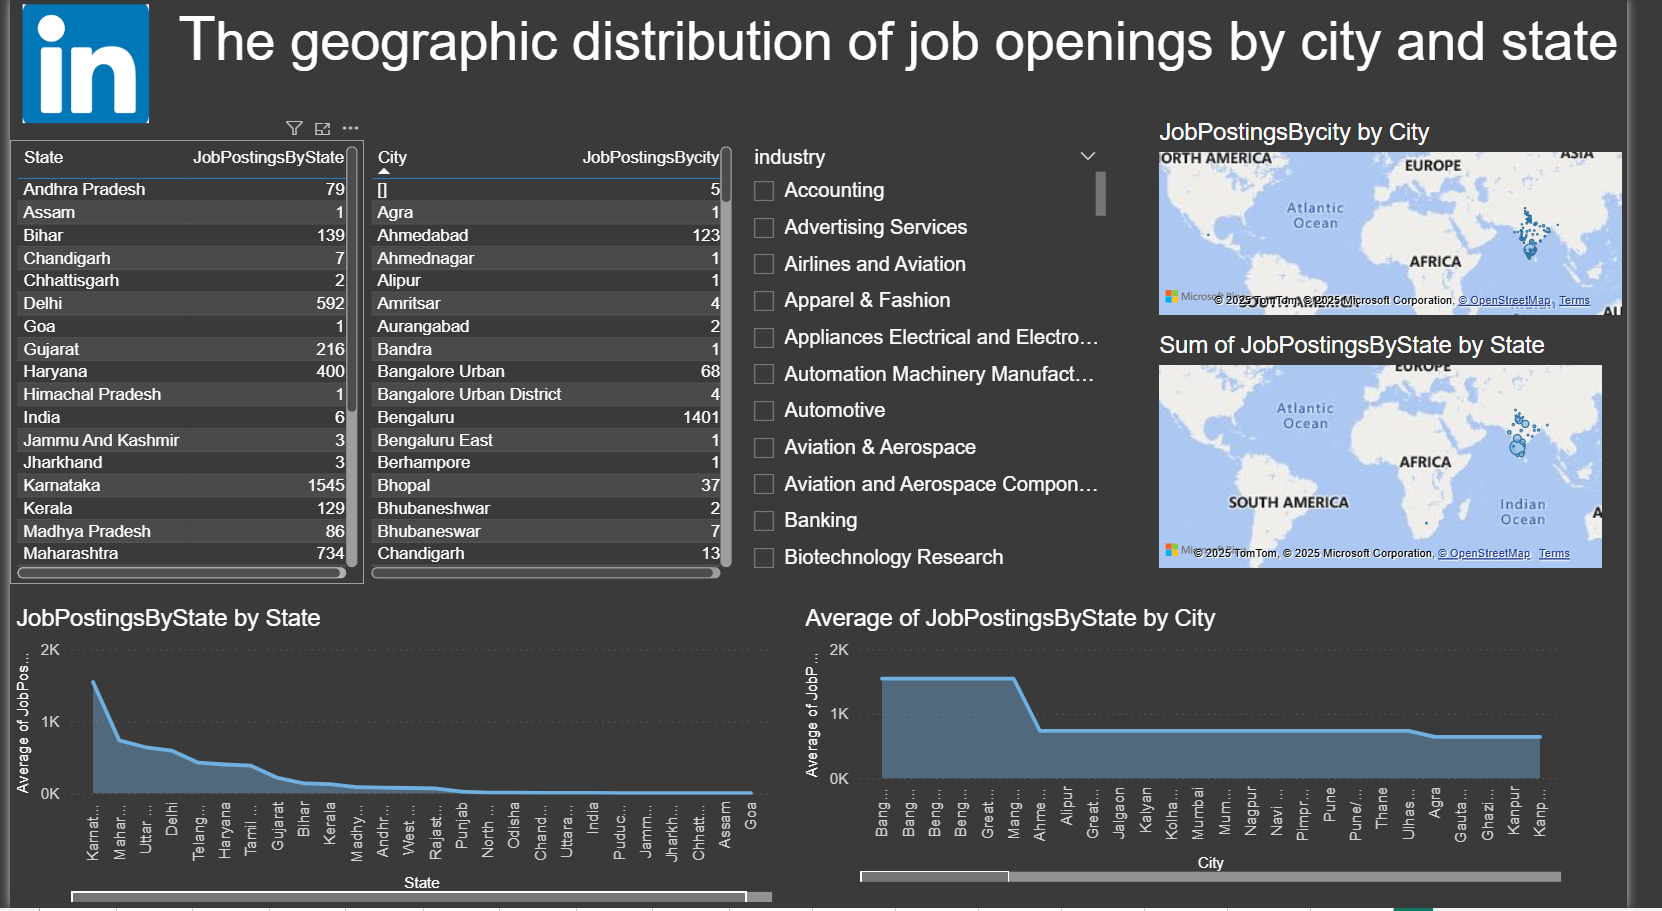 in
The geographic distribution of job openings by city and state
State JobPostingsByState
Andhra Pradesh 79
Assam 1
Bihar 139
Chandigarh 7
Chhattisgarh 2
Delhi 592
Goa 1
Gujarat 216
Haryana 400
Himachal Pradesh 1
India 6
Jammu And Kashmir 3
Jharkhand 3
Karnataka 1545
Kerala 129
Madhya Pradesh 86
Maharashtra 734
City JobPostingsBycity
[] 5
Agra 1
Ahmedabad 123
Ahmednagar 1
Alipur 1
Amritsar 4
Aurangabad 2
Bandra 1
Bangalore Urban 68
Bangalore Urban District 4
Bengaluru 1401
Bengaluru East 1
Berhampore 1
Bhopal 37
Bhubaneshwar 2
Bhubaneswar 7
Chandigarh 13
industry
Accounting
Advertising Services
Airlines and Aviation
Apparel & Fashion
Appliances Electrical and Electro...
Automation Machinery Manufact...
Automotive
Aviation & Aerospace
Aviation and Aerospace Compon...
Banking
Biotechnology Research
JobPostingsBycity by City
ORTH AMERICA
EUROPE
ASIA
Atlantic
Ocean
AFRICA
SOUTH AMERICA
© 2025 TomTom, © 2025 Microsoft Corporation, © OpenStreetMap Terms
Sum of JobPostingsByState by State
EUROPE
Atlantic
Ocean
AFRICA
SOUTH AMERICA
Indian
Ocean
© 2025 TomTom, © 2025 Microsoft Corporation, © OpenStreetMap Terms
JobPostingsByState by State
Average of JobPos...
2K
1K
0K
Karnat...
Mahar...
Uttar ...
Delhi
Telang...
Haryana
Tamil ...
Gujarat
Bihar
Kerala
Madhy...
Andhr...
West ...
Rajast...
Punjab
North ...
Odisha
Chand...
Uttara...
India
Puduc...
Jamm...
Jharkh...
Chhatt...
Assam
Goa
State
Average of JobPostingsByState by City
Average of JobP...
2K
1K
0K
Bang...
Bang...
Beng...
Beng...
Great...
Mang...
Ahme...
Alipur
Great...
Jalgaon
Kalyan
Kolha...
Mumbai
Mum...
Nagpur
Navi ...
Pimpr...
Pune
Pune/...
Thane
Ulhas...
Agra
Gauta...
Ghazi...
Kanpur
Kanp...
City